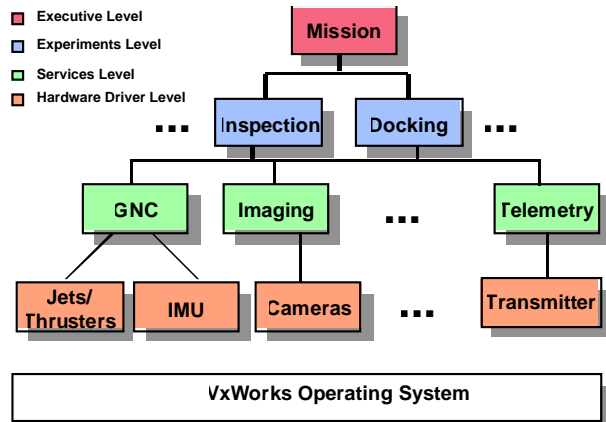 Executive Level
Experiments Level
Services Level
Hardware Driver Level
Mission
... Inspection Docking ...
GNC Imaging ... Telemetry
Jets/
Thrusters IMU Cameras ... Transmitter
VxWorks Operating System